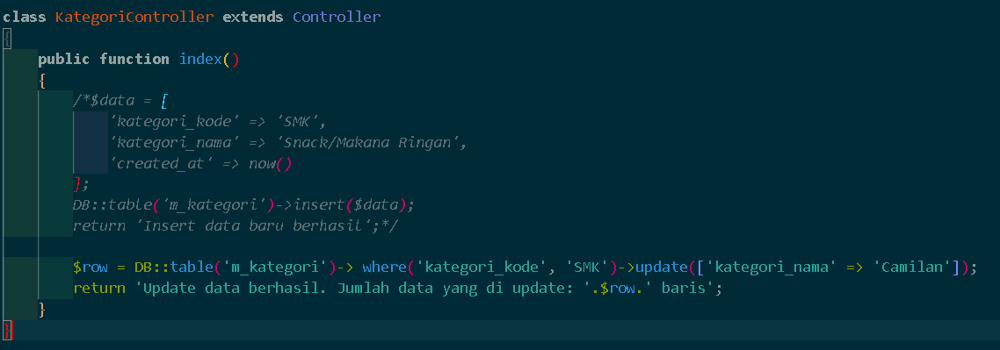 class KategoriController extends Controller
{
    public function index()
    {
        /*$data = [
            'kategori_kode' => 'SMK',
            'kategori_nama' => 'Snack/Makana Ringan',
            'created_at' => now()
        ];
        DB::table('m_kategori')->insert($data);
        return 'Insert data baru berhasil';*/

        $row = DB::table('m_kategori')-> where('kategori_kode', 'SMK')->update(['kategori_nama' => 'Camilan']);
        return 'Update data berhasil. Jumlah data yang di update: '.$row.' baris';
    }
}